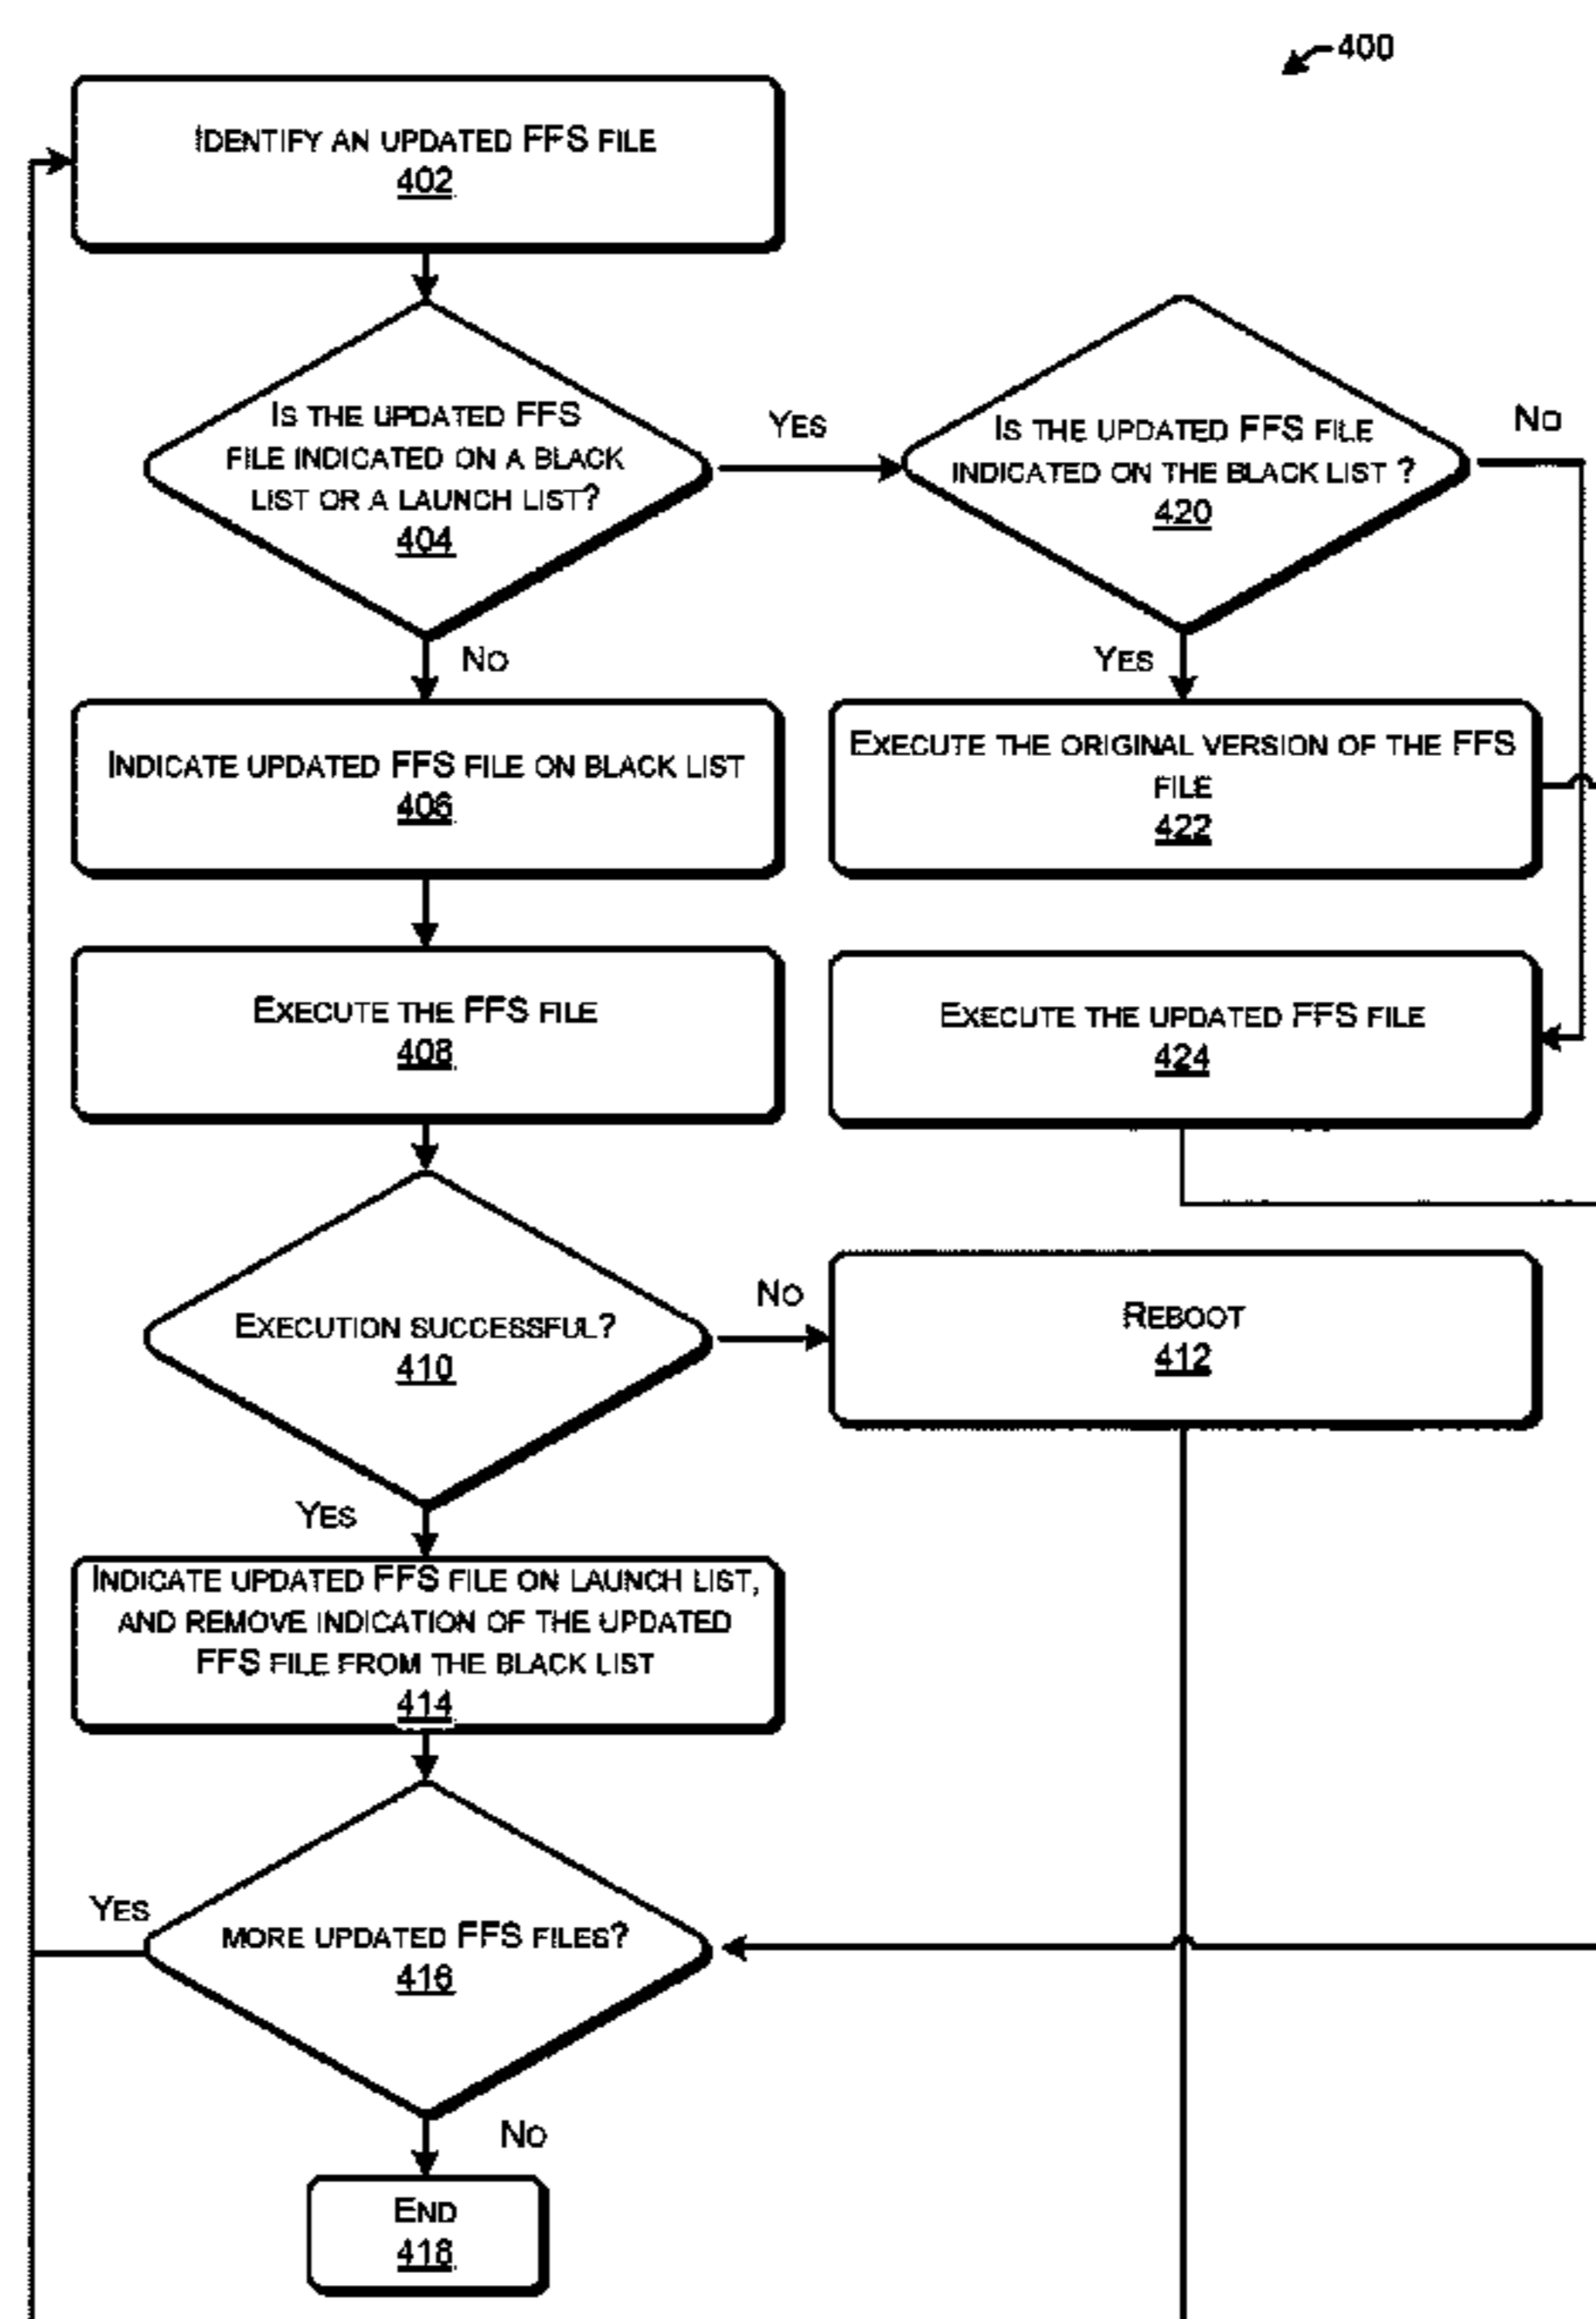 400
IDENTIFY AN UPDATED FFS FILE
402
IS THE UPDATED FFS
FILE INDICATED ON A BLACK
LIST OR A LAUNCH LIST?
404
YES
NO
IS THE UPDATED FFS FILE
INDICATED ON THE BLACK LIST ?
420
NO
YES
INDICATE UPDATED FFS FILE ON BLACK LIST
406
EXECUTE THE ORIGINAL VERSION OF THE FFS
FILE
422
EXECUTE THE FFS FILE
408
EXECUTE THE UPDATED FFS FILE
424
EXECUTION SUCCESSFUL?
410
NO
YES
REBOOT
412
INDICATE UPDATED FFS FILE ON LAUNCH LIST,
AND REMOVE INDICATION OF THE UPDATED
FFS FILE FROM THE BLACK LIST
414
YES
MORE UPDATED FFS FILES?
416
NO
END
418